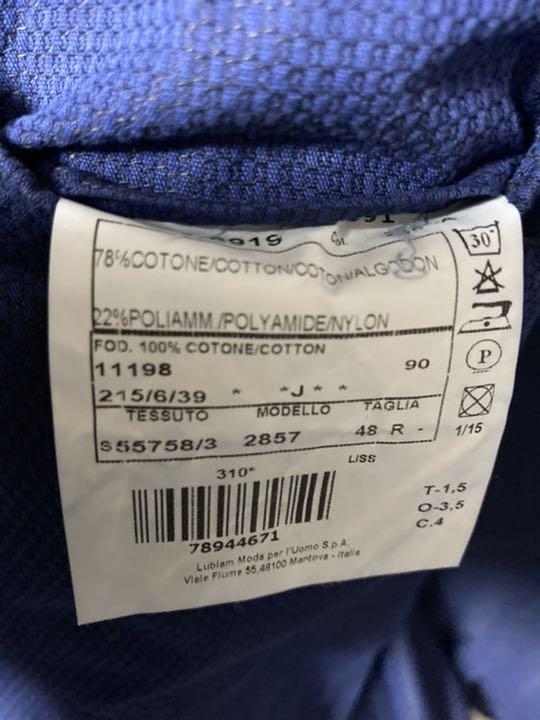 78%COTONE/COTTON/COTON/ALGODON
22%POLIAMM./POLYAMIDE/NYLON
FOD. 100% COTONE/COTTON
11198 90
215/6/39 * *J* *
TESSUTO MODELLO TAGLIA
S55758/3 2857 48 R -
LISS
310*
78944671
Lubiam Moda per l'Uomo S.p.A.
Viale Fiume 55,46100 Mantova - Italia
30°
P
1/15
T-1,5
O-3,5
C.4